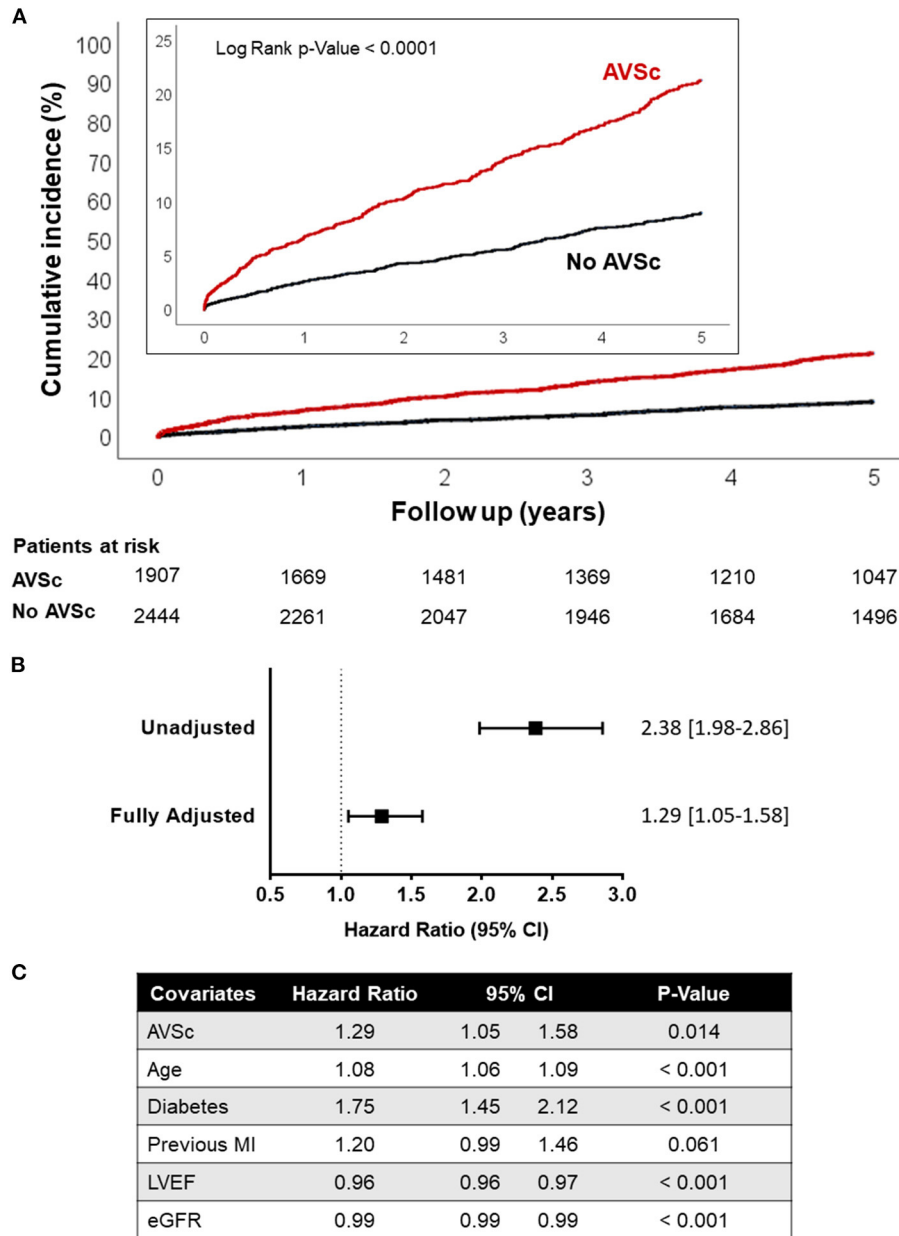 A
Cumulative incidence (%)
100
90
80
70
60
50
40
30
20
10
0
25
20
15
10
5
0
Log Rank p-Value < 0.0001
AVSc
No AVSc
0 1 2 3 4 5
0 1 2 3 4 5
Follow up (years)
Patients at risk
AVSc 1907 1669 1481 1369 1210 1047
No AVSc 2444 2261 2047 1946 1684 1496
B
Unadjusted 2.38 [1.98-2.86]
Fully Adjusted 1.29 [1.05-1.58]
0.5 1.0 1.5 2.0 2.5 3.0
Hazard Ratio (95% CI)
C
Covariates Hazard Ratio 95% CI P-Value
AVSc 1.29 1.05 1.58 0.014
Age 1.08 1.06 1.09 < 0.001
Diabetes 1.75 1.45 2.12 < 0.001
Previous MI 1.20 0.99 1.46 0.061
LVEF 0.96 0.96 0.97 < 0.001
eGFR 0.99 0.99 0.99 < 0.001